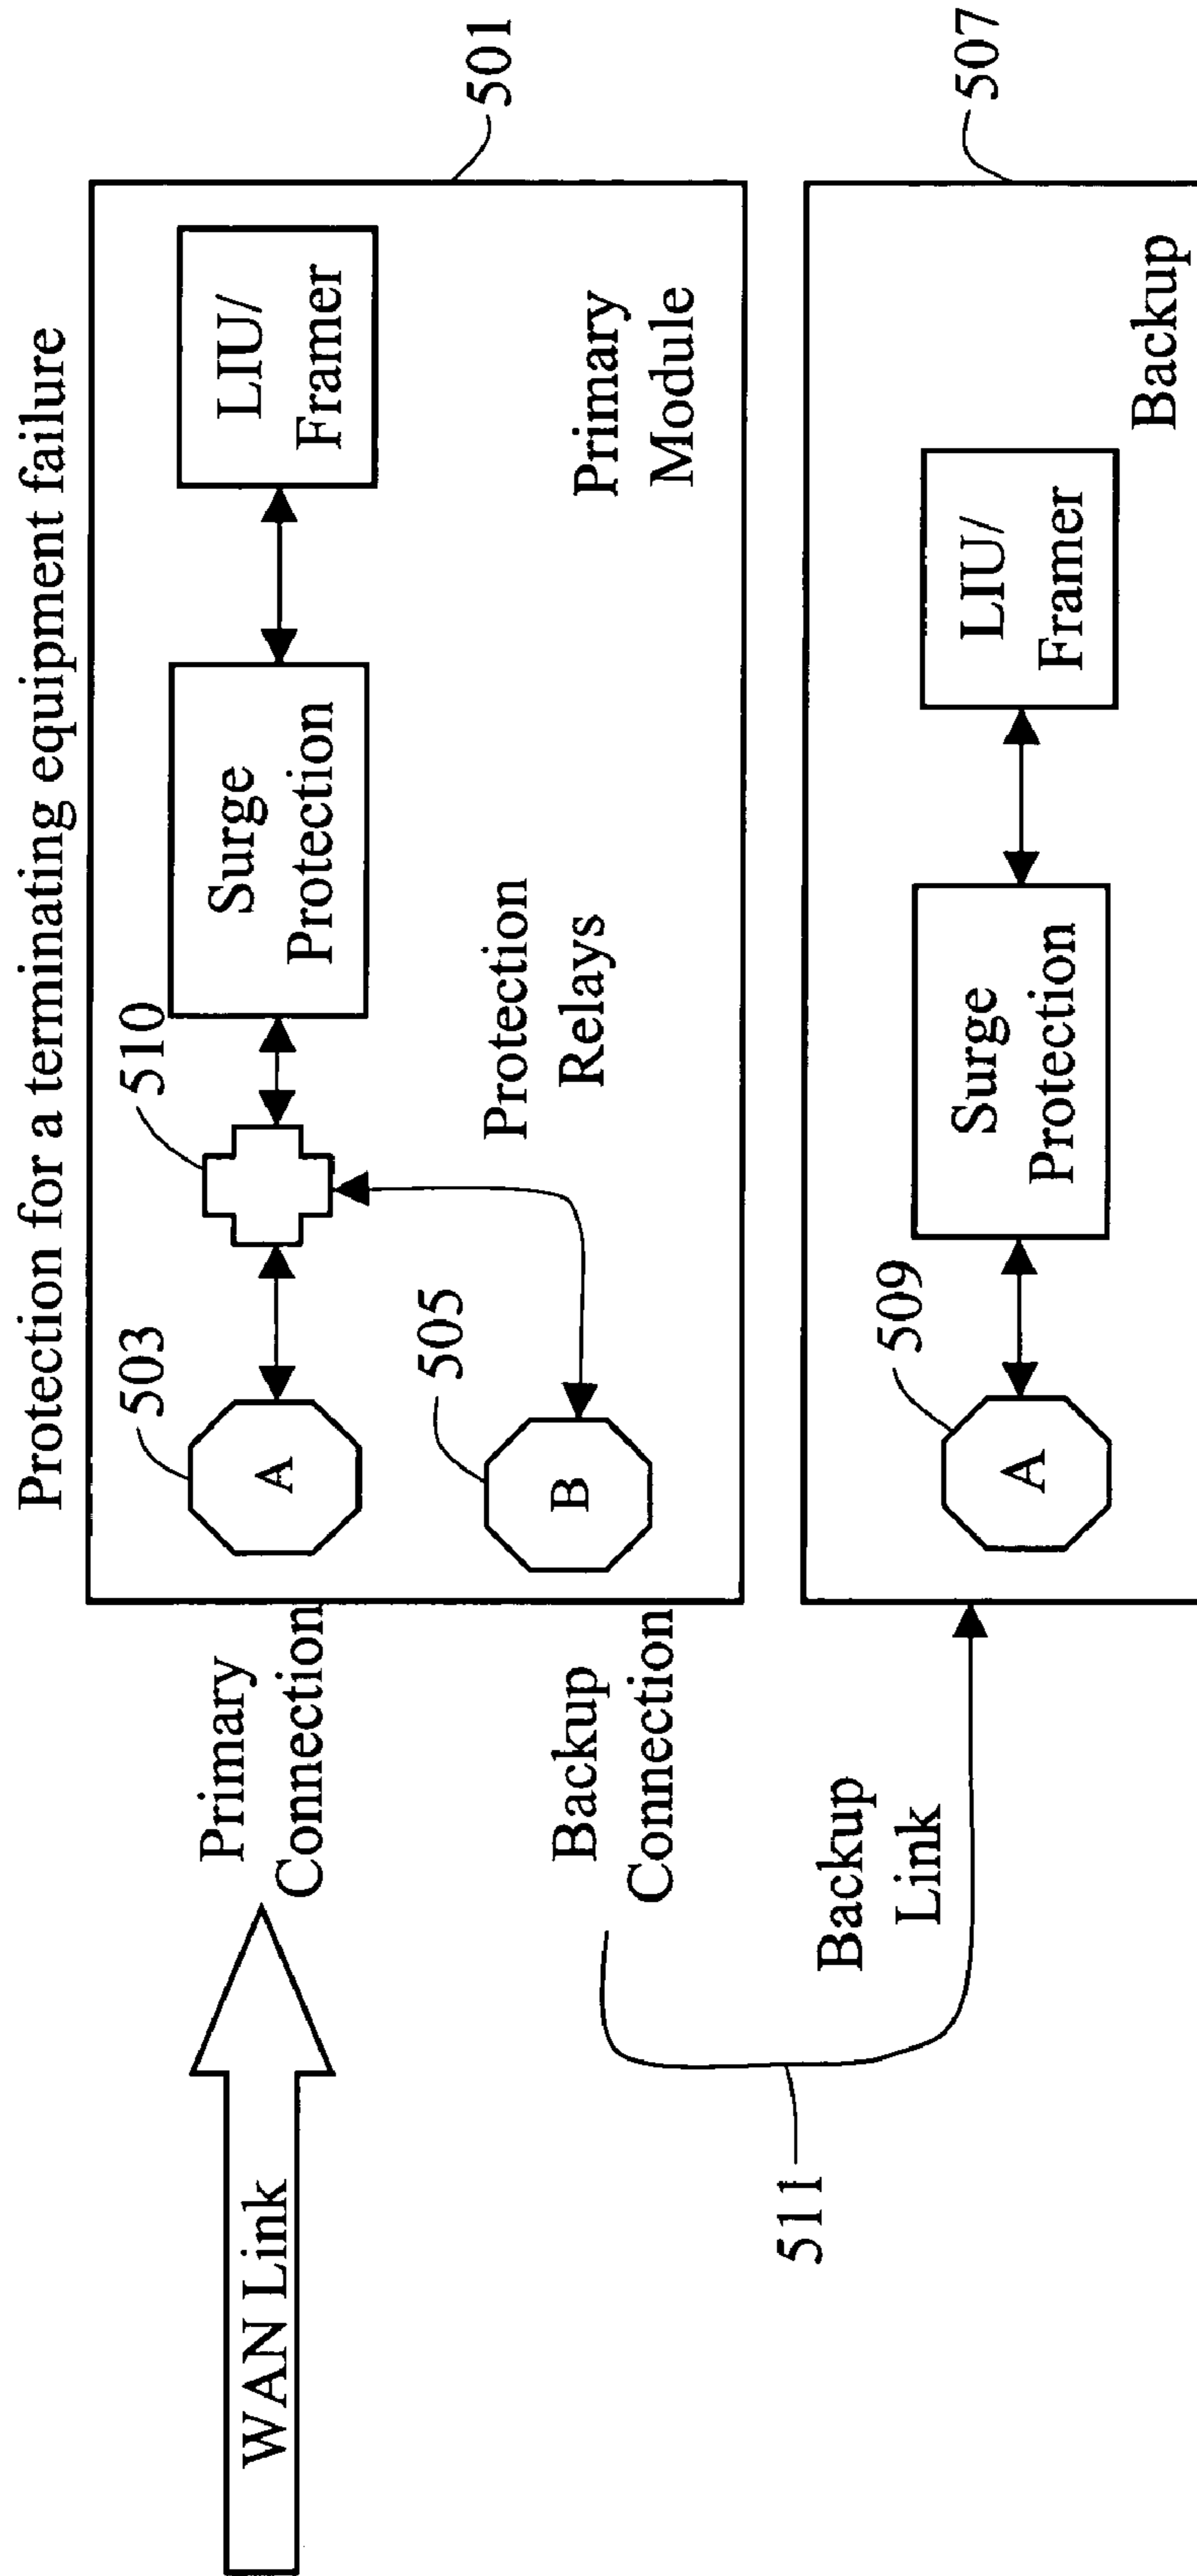 Protection for a terminating equipment failure
WAN Link
Primary
Connection
503
A
510
Surge
Protection
LIU/
Framer
501
Backup
Connection
505
B
Protection
Relays
Primary
Module
511
Backup
Link
509
A
Surge
Protection
LIU/
Framer
Backup
507